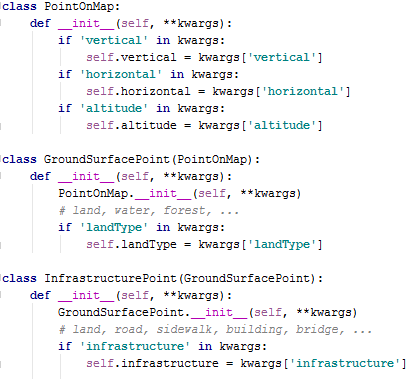 class PointOnMap:
    def __init__(self, **kwargs):
        if 'vertical' in kwargs:
            self.vertical = kwargs['vertical']
        if 'horizontal' in kwargs:
            self.horizontal = kwargs['horizontal']
        if 'altitude' in kwargs:
            self.altitude = kwargs['altitude']
class GroundSurfacePoint(PointOnMap):
    def __init__(self, **kwargs):
        PointOnMap.__init__(self, **kwargs)
        # land, water, forest, ...
        if 'landType' in kwargs:
            self.landType = kwargs['landType']
class InfrastructurePoint(GroundSurfacePoint):
    def __init__(self, **kwargs):
        GroundSurfacePoint.__init__(self, **kwargs)
        # land, road, sidewalk, building, bridge, ...
        if 'infrastructure' in kwargs:
            self.infrastructure = kwargs['infrastructure']